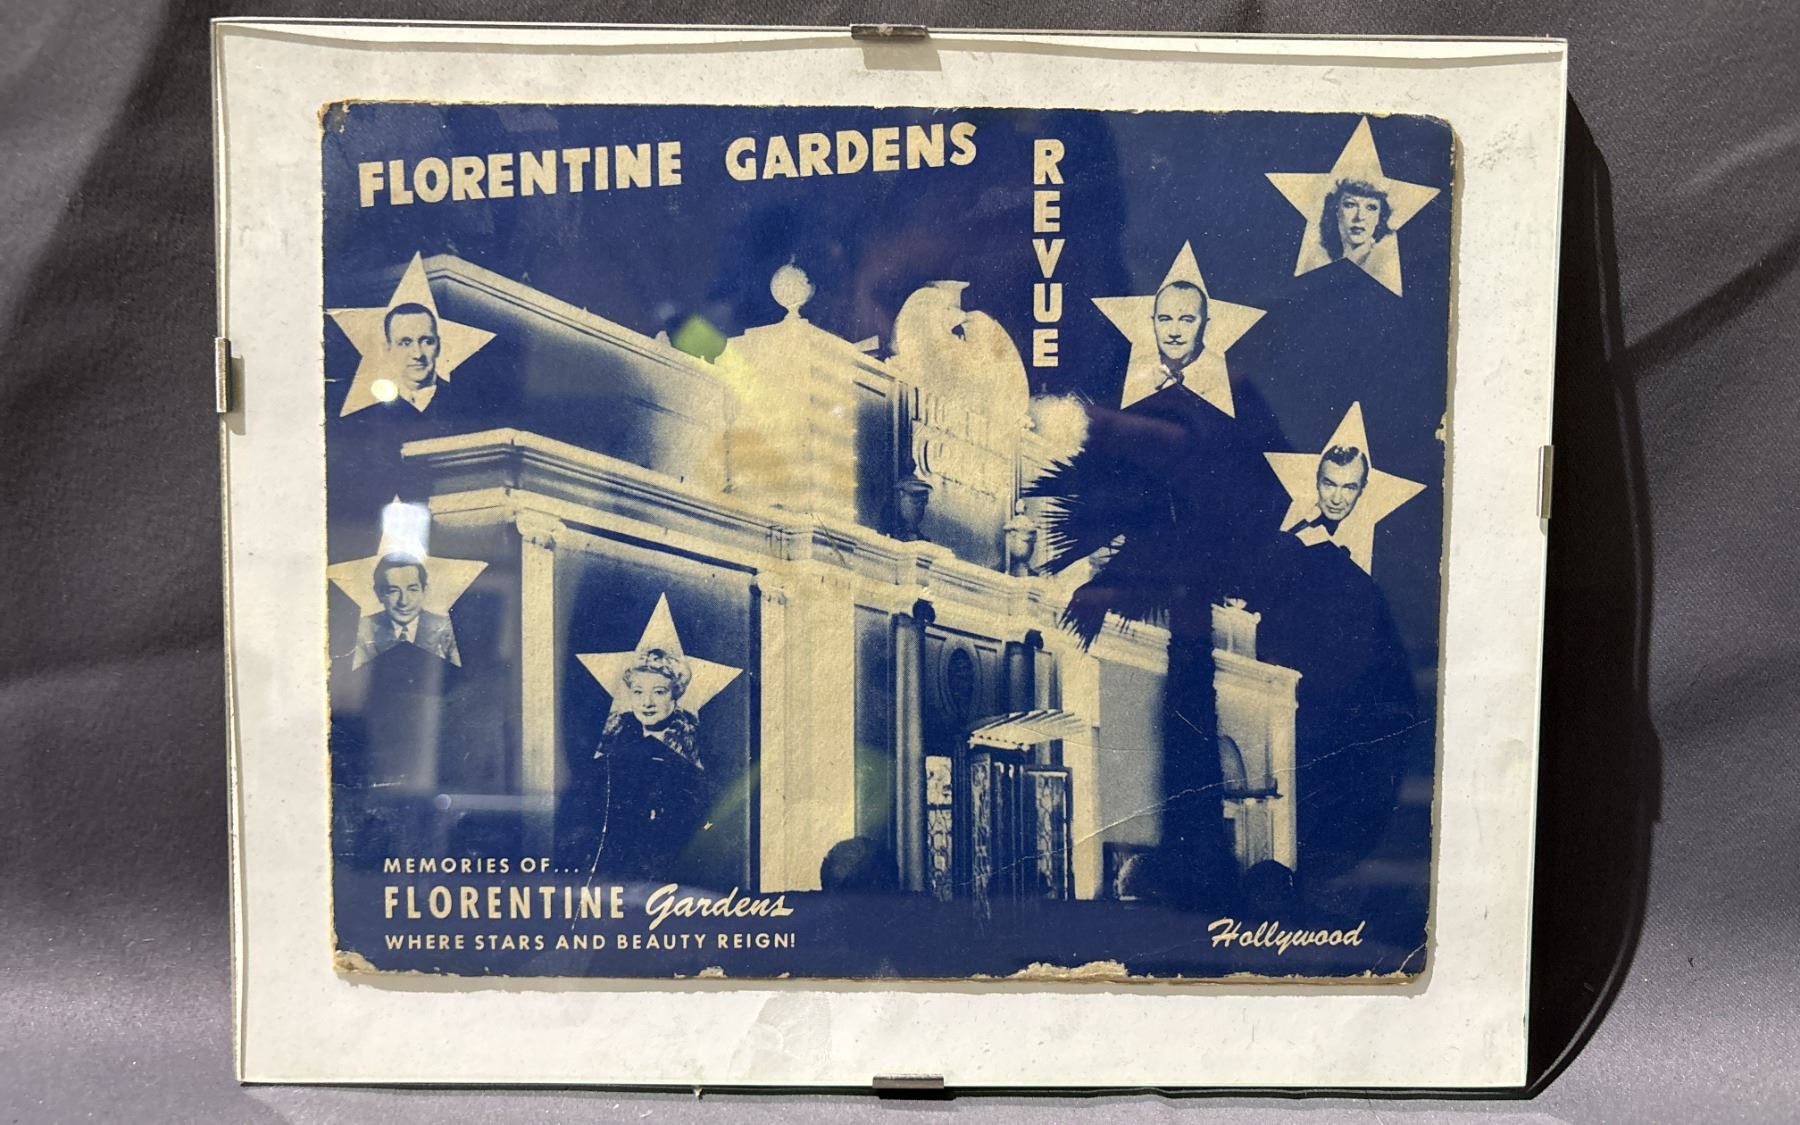 FLORENTINE GARDENS
REVUE
MEMORIES OF...
FLORENTINE Gardens
WHERE STARS AND BEAUTY REIGN!
Hollywood